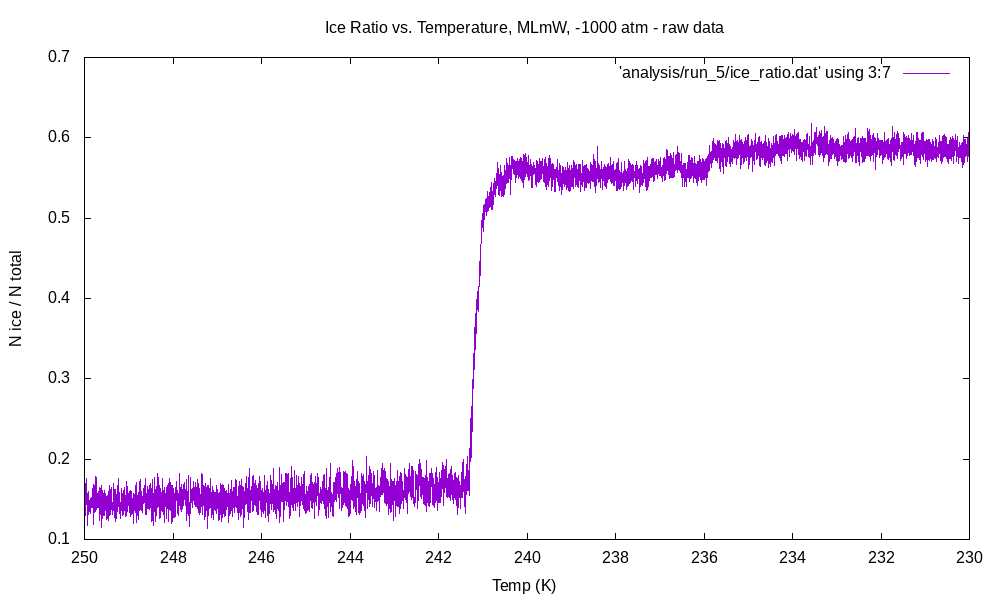 Ice Ratio vs. Temperature, MLmW, -1000 atm - raw data
'analysis/run_5/ice_ratio.dat' using 3:7
N ice / N total
0.7
0.6
0.5
0.4
0.3
0.2
0.1
250 248 246 244 242 240 238 236 234 232 230
Temp (K)